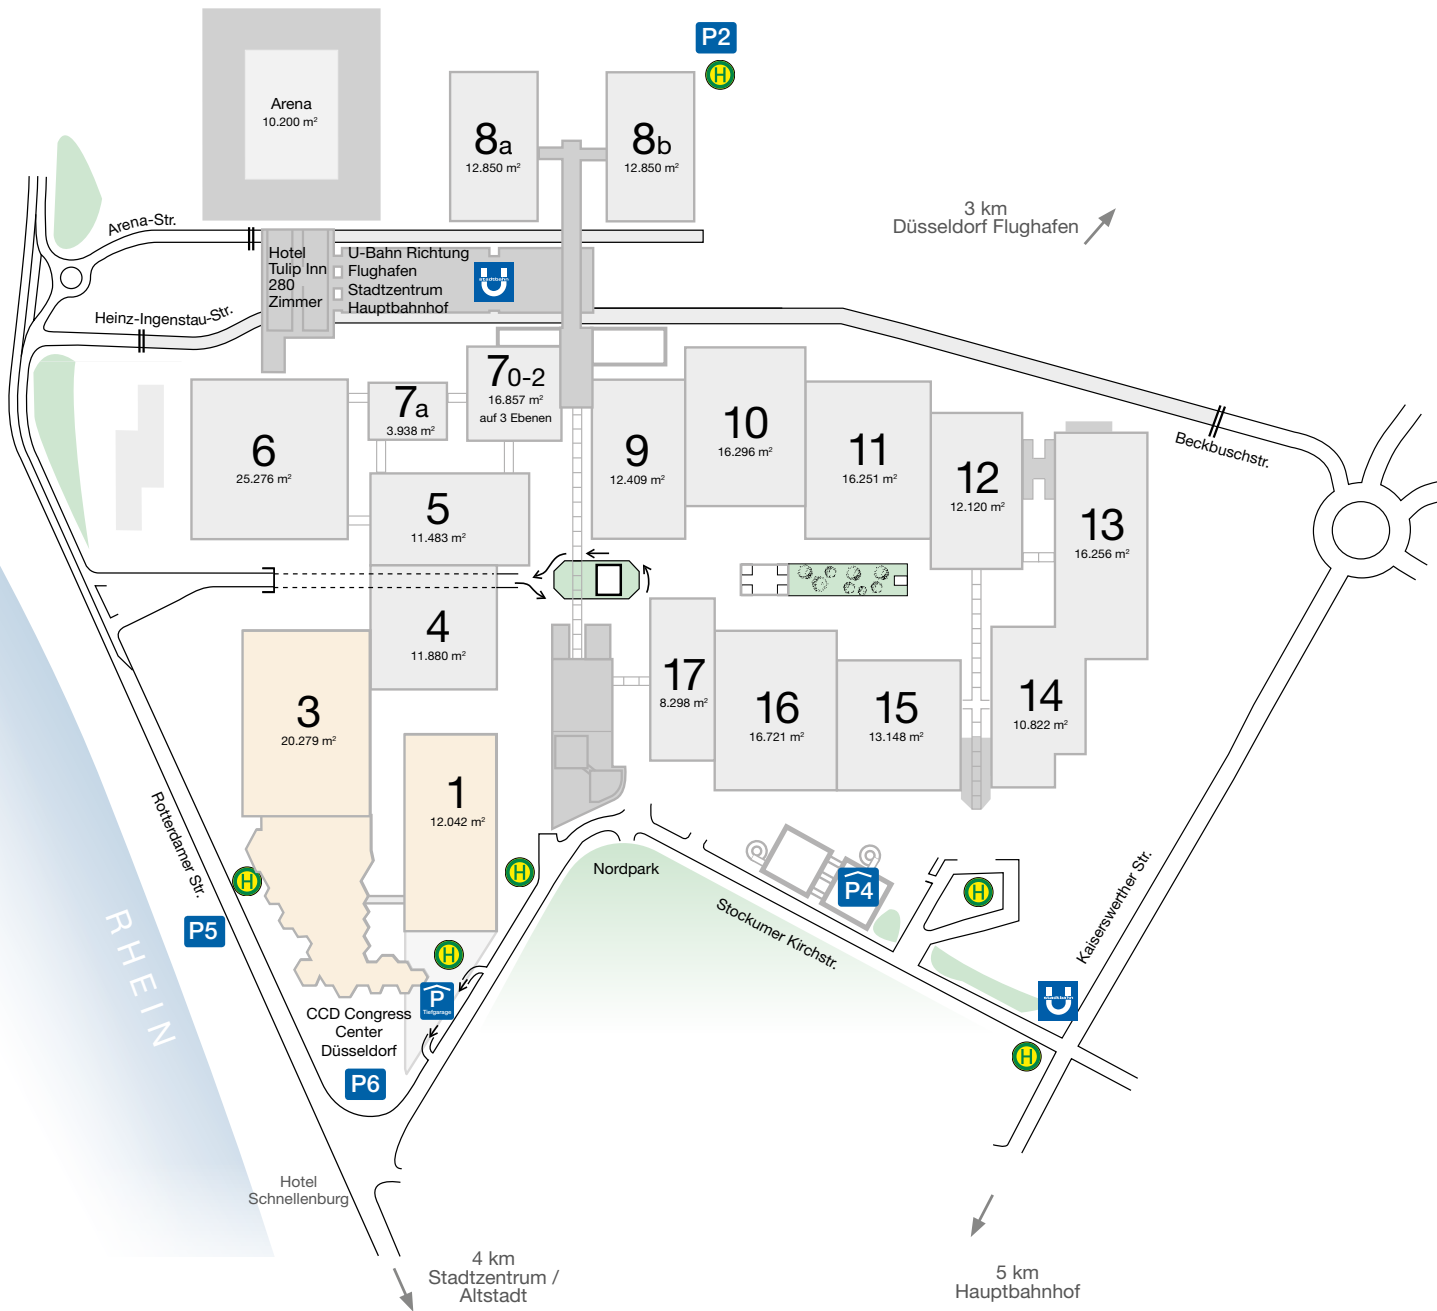 P2
H
Arena
10.200 m²
8a
12.850 m²
8b
12.850 m²
3 km
Düsseldorf Flughafen
Arena-Str.
Hotel
Tulip Inn
280
Zimmer
U-Bahn Richtung
Flughafen
Stadtzentrum
Hauptbahnhof
stadtbahn
U
Heinz-Ingenstau-Str.
7 0-2
16.857 m²
auf 3 Ebenen
7a
3.938 m²
6
25.276 m²
9
12.409 m²
10
16.296 m²
11
16.251 m²
12
12.120 m²
13
16.256 m²
Beckbuschstr.
5
11.483 m²
4
11.880 m²
3
20.279 m²
1
12.042 m²
17
8.298 m²
16
16.721 m²
15
13.148 m²
14
10.822 m²
Rotterdamer Str.
H
H
Nordpark
P4
H
Stockumer Kirchstr.
Kaiserswerther Str.
P5
RHEIN
H
P
Tiefgarage
stadtbahn
U
CCD Congress
Center
Düsseldorf
H
P6
Hotel
Schnellenburg
4 km
Stadtzentrum /
Altstadt
5 km
Hauptbahnhof